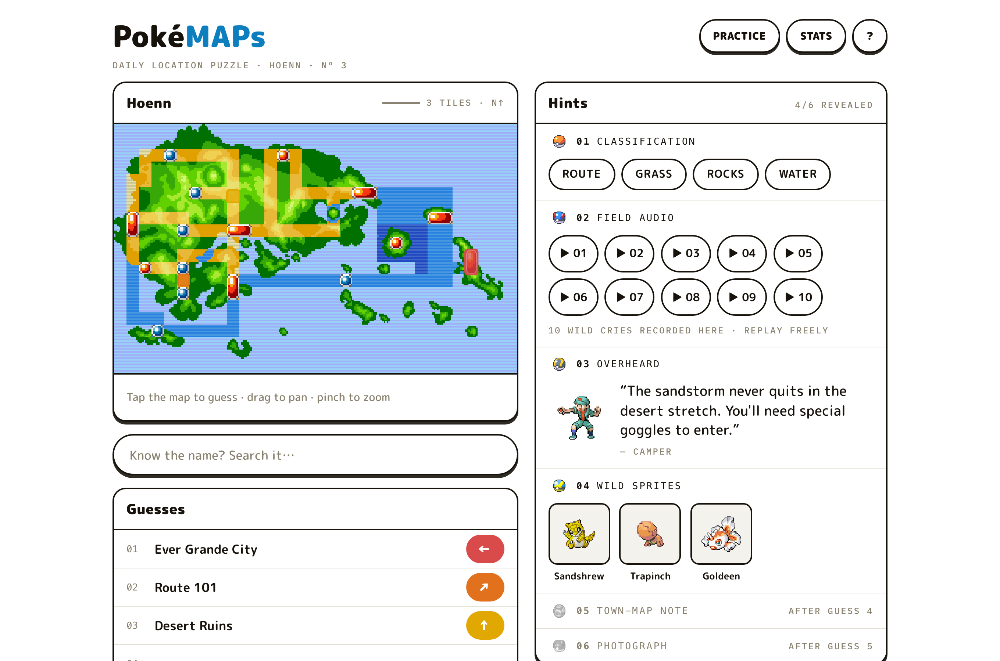 PokéMAPs
PRACTICE
STATS
?
DAILY LOCATION PUZZLE · HOENN · Nº 3
Hoenn
3 TILES · N↑
Tap the map to guess · drag to pan · pinch to zoom
Know the name? Search it…
Guesses
01 Ever Grande City ←
02 Route 101 ↗
03 Desert Ruins ↑
Hints
4/6 REVEALED
01 CLASSIFICATION
ROUTE GRASS ROCKS WATER
02 FIELD AUDIO
▶ 01 ▶ 02 ▶ 03 ▶ 04 ▶ 05
▶ 06 ▶ 07 ▶ 08 ▶ 09 ▶ 10
10 WILD CRIES RECORDED HERE · REPLAY FREELY
03 OVERHEARD
“The sandstorm never quits in the
desert stretch. You'll need special
goggles to enter.”
— CAMPER
04 WILD SPRITES
Sandshrew Trapinch Goldeen
05 TOWN-MAP NOTE AFTER GUESS 4
06 PHOTOGRAPH AFTER GUESS 5